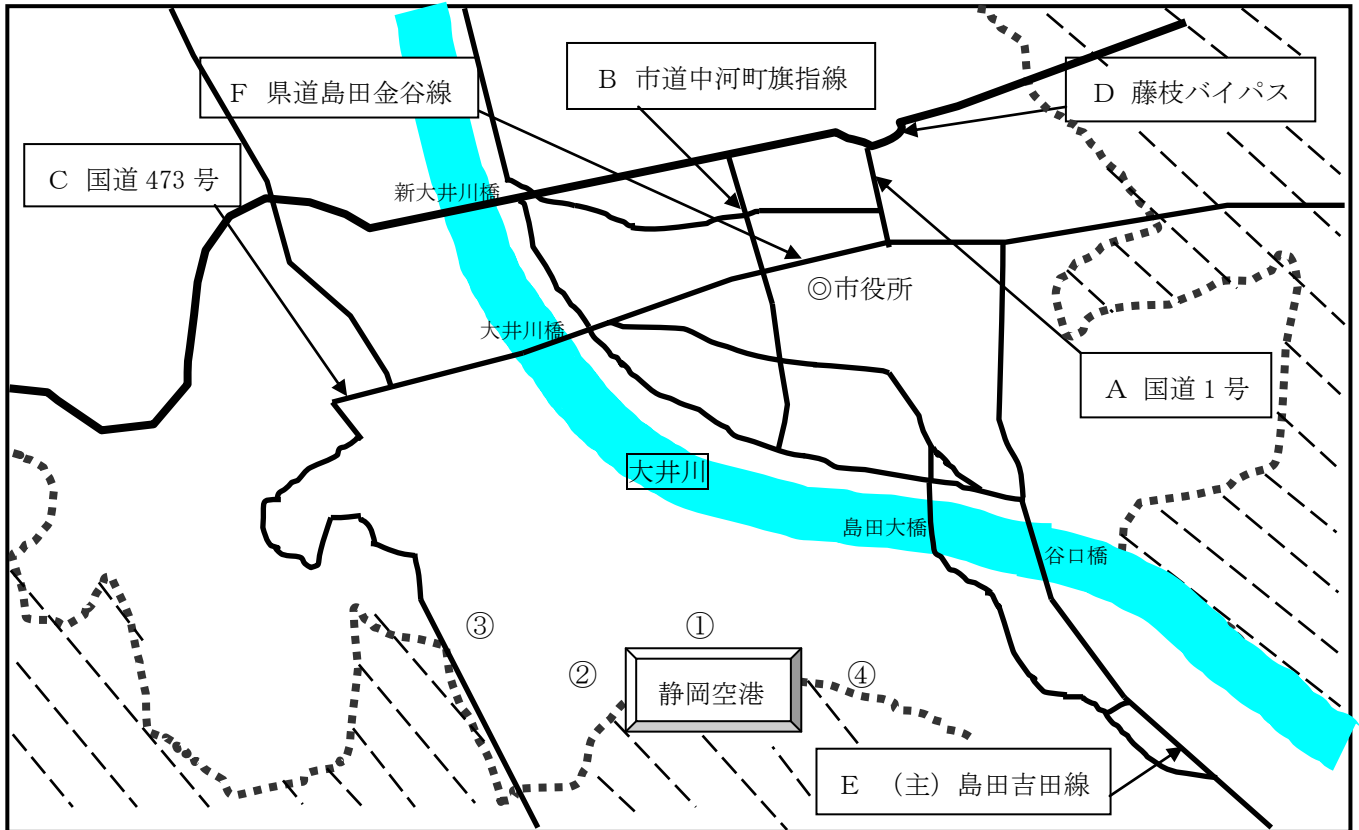 F 県道島田金谷線
B 市道中河町旗指線
D 藤枝バイパス
C 国道 473 号
新大井川橋
◎市役所
大井川橋
A 国道 1 号
大井川
島田大橋
谷口橋
①
②
③
④
静岡空港
E （主）島田吉田線